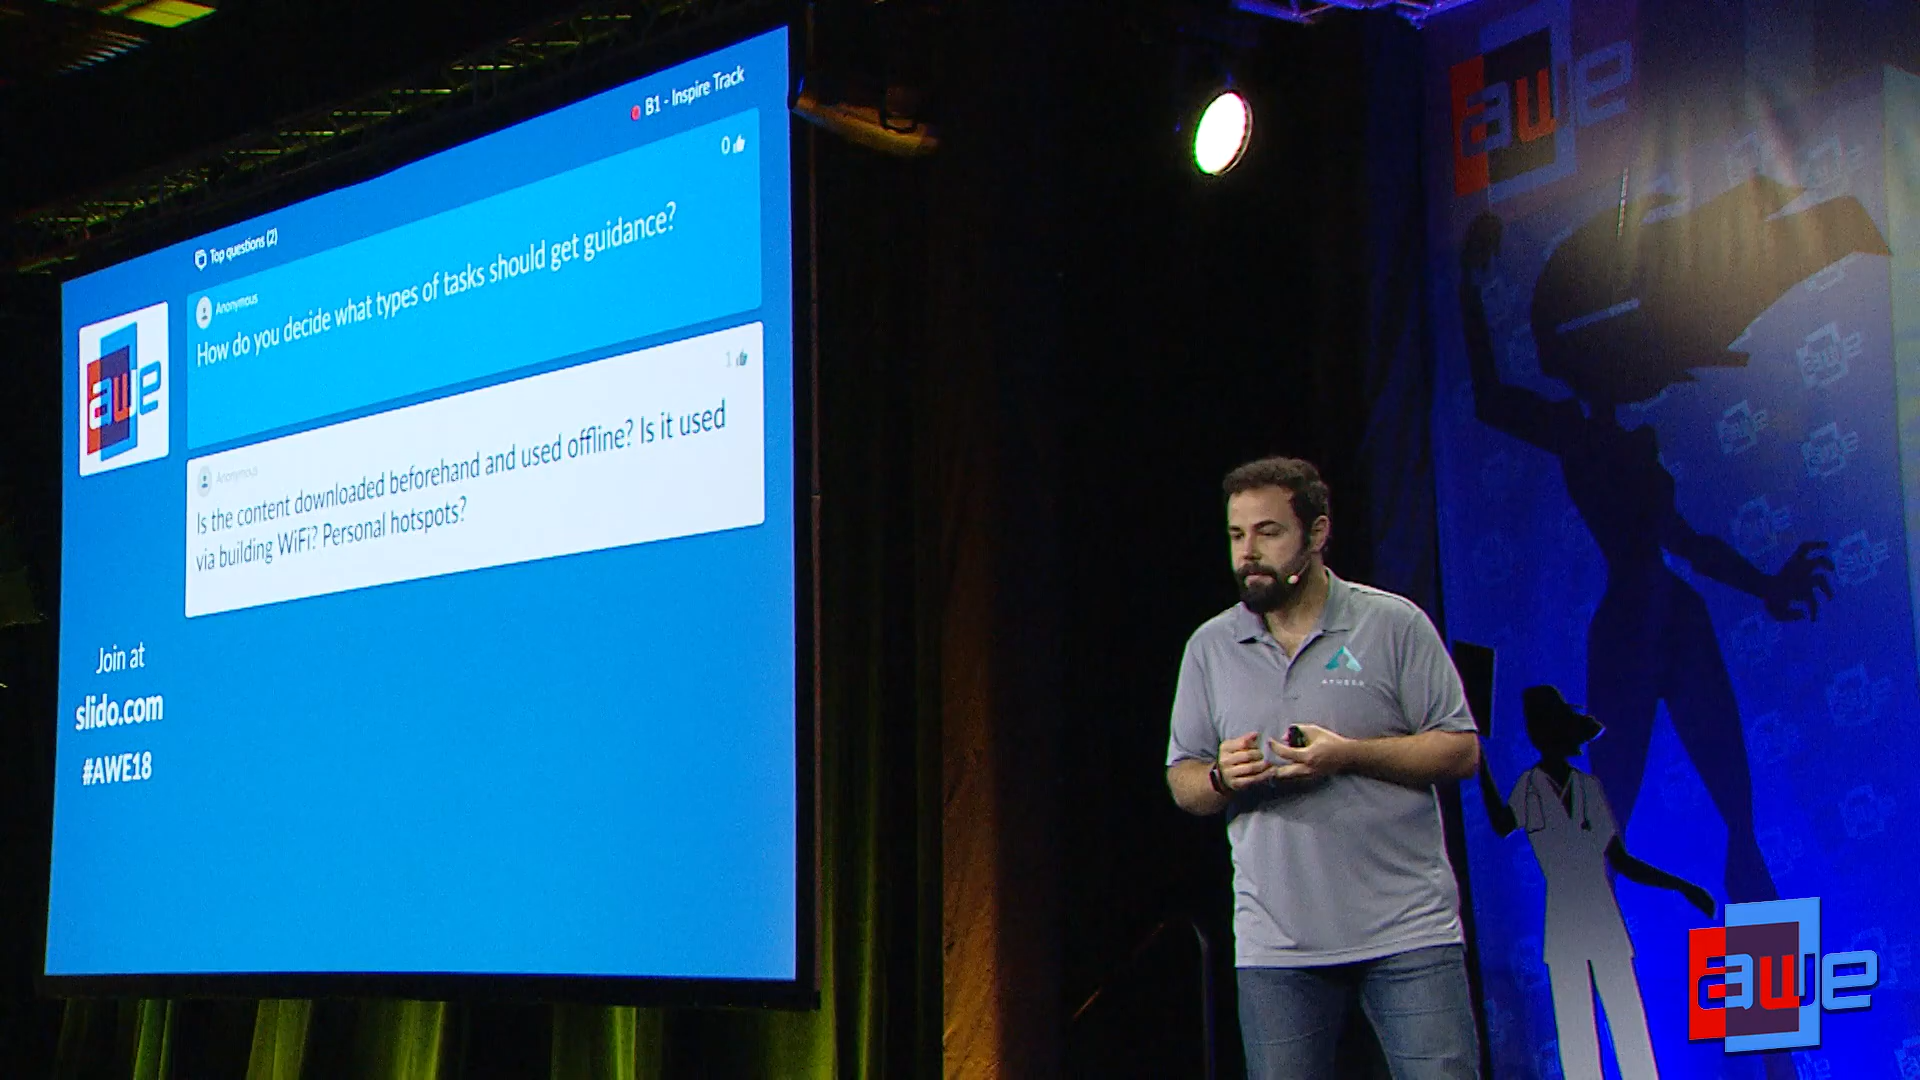 B1 - Inspire Track
Top questions (2)
0
Anonymous
How do you decide what types of tasks should get guidance?
1
Anonymous
Is the content downloaded beforehand and used offline? Is it used
via building WiFi? Personal hotspots?
awe
Join at
slido.com
#AWE18
awe
ATHEER
awe